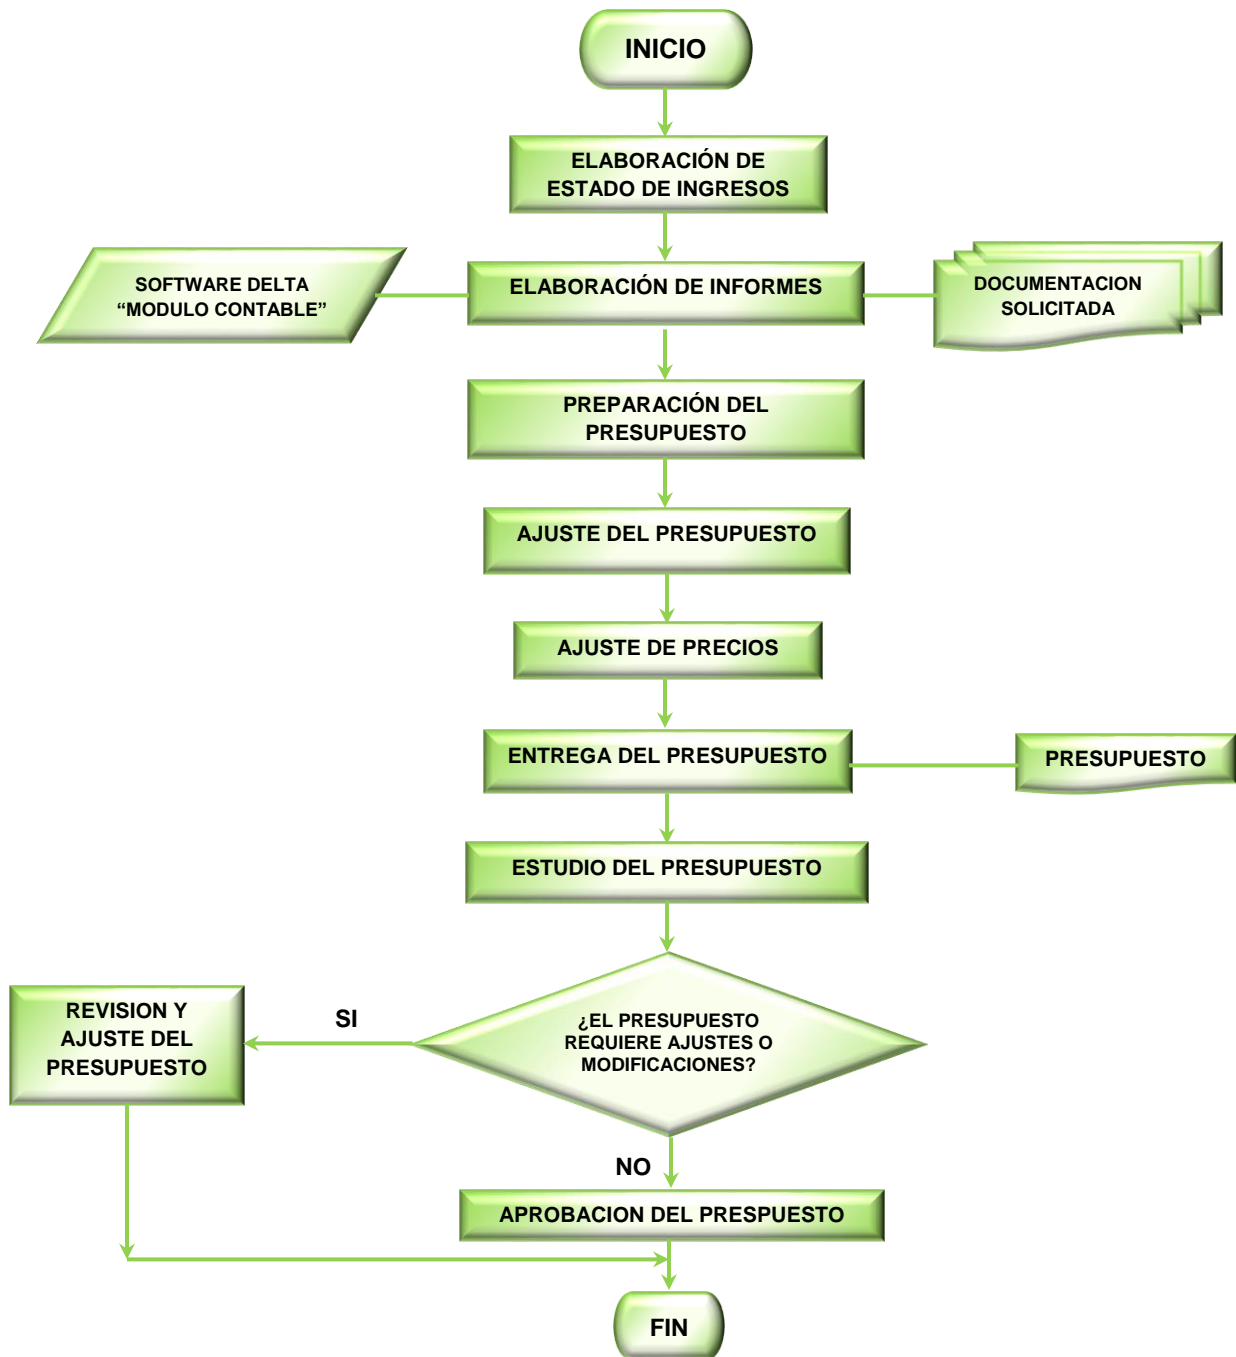 INICIO
ELABORACIÓN DE
ESTADO DE INGRESOS
SOFTWARE DELTA
“MODULO CONTABLE”
ELABORACIÓN DE INFORMES
DOCUMENTACION
SOLICITADA
PREPARACIÓN DEL
PRESUPUESTO
AJUSTE DEL PRESUPUESTO
AJUSTE DE PRECIOS
ENTREGA DEL PRESUPUESTO
PRESUPUESTO
ESTUDIO DEL PRESUPUESTO
REVISION Y
AJUSTE DEL
PRESUPUESTO
SI
¿EL PRESUPUESTO
REQUIERE AJUSTES O
MODIFICACIONES?
NO
APROBACION DEL PRESPUESTO
FIN